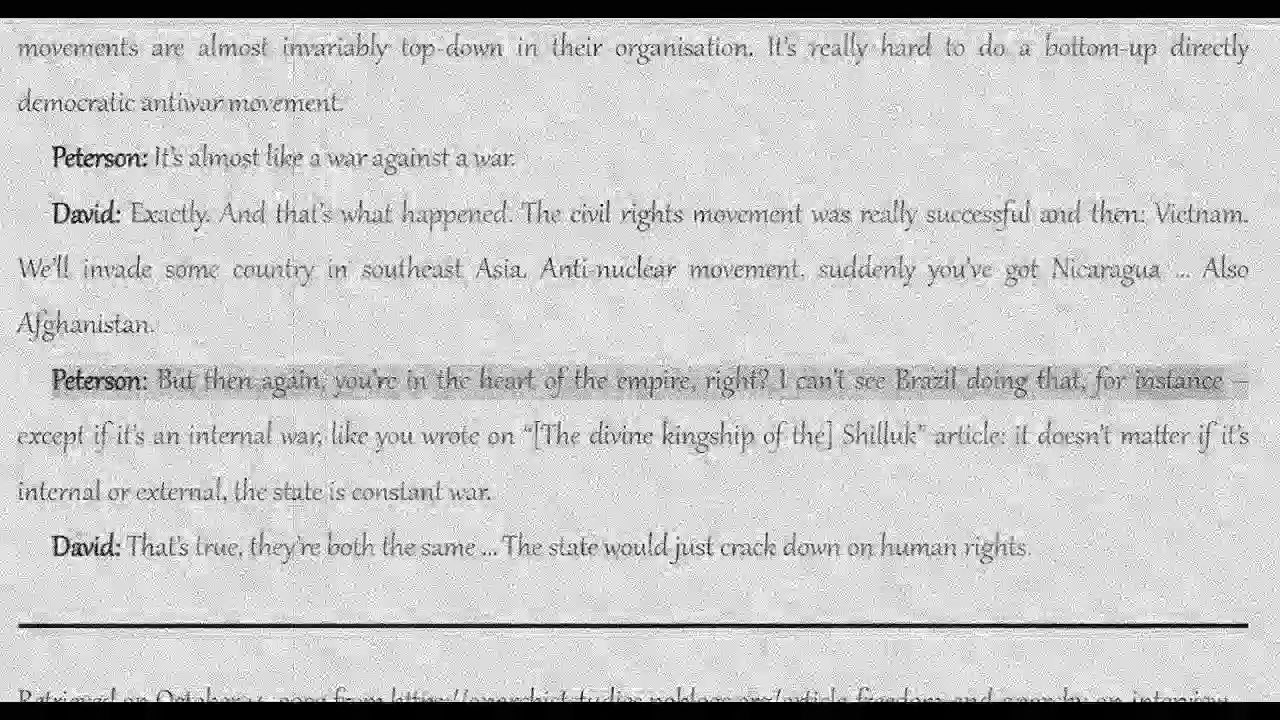 movements are almost invariably top-down in their organisation. It's really hard to do a bottom-up directly
democratic antiwar movement.
Peterson: It's almost like a war against a war.
David: Exactly. And that's what happened. The civil rights movement was really successful and then: Vietnam.
We'll invade some country in southeast Asia. Anti-nuclear movement, suddenly you've got Nicaragua ... Also
Afghanistan.
Peterson: But then again, you're in the heart of the empire, right? I can't see Brazil doing that, for instance —
except if it's an internal war, like you wrote on “[The divine kingship of the] Shilluk” article: it doesn't matter if it's
internal or external, the state is constant war.
David: That's true, they're both the same ... The state would just crack down on human rights.
Retrieved on October from